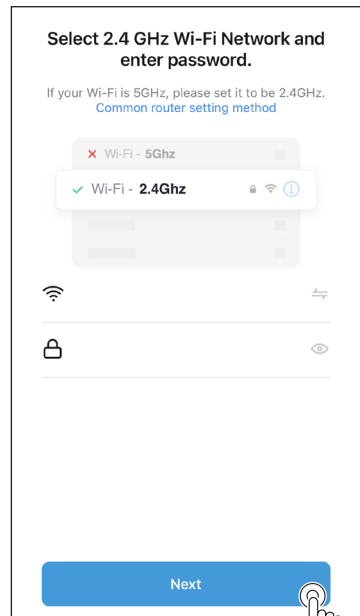 Select 2.4 GHz Wi-Fi Network and
enter password.
If your Wi-Fi is 5GHz, please set it to be 2.4GHz.
Common router setting method
Wi-Fi - 5Ghz
Wi-Fi - 2.4Ghz
Next